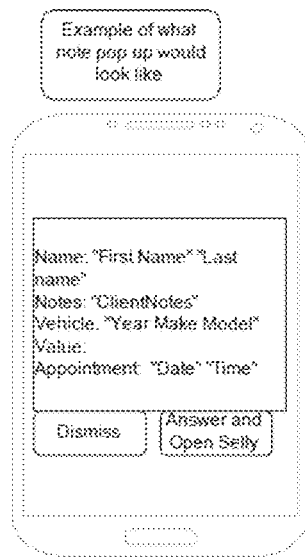 Example of what
note pop up would
look like
Name: "First Name" "Last
name"
Notes: "ClientNotes"
Vehicle: "Year Make Model"
Value:
Appointment: "Date" "Time"
Dismiss
Answer and
Open Selly